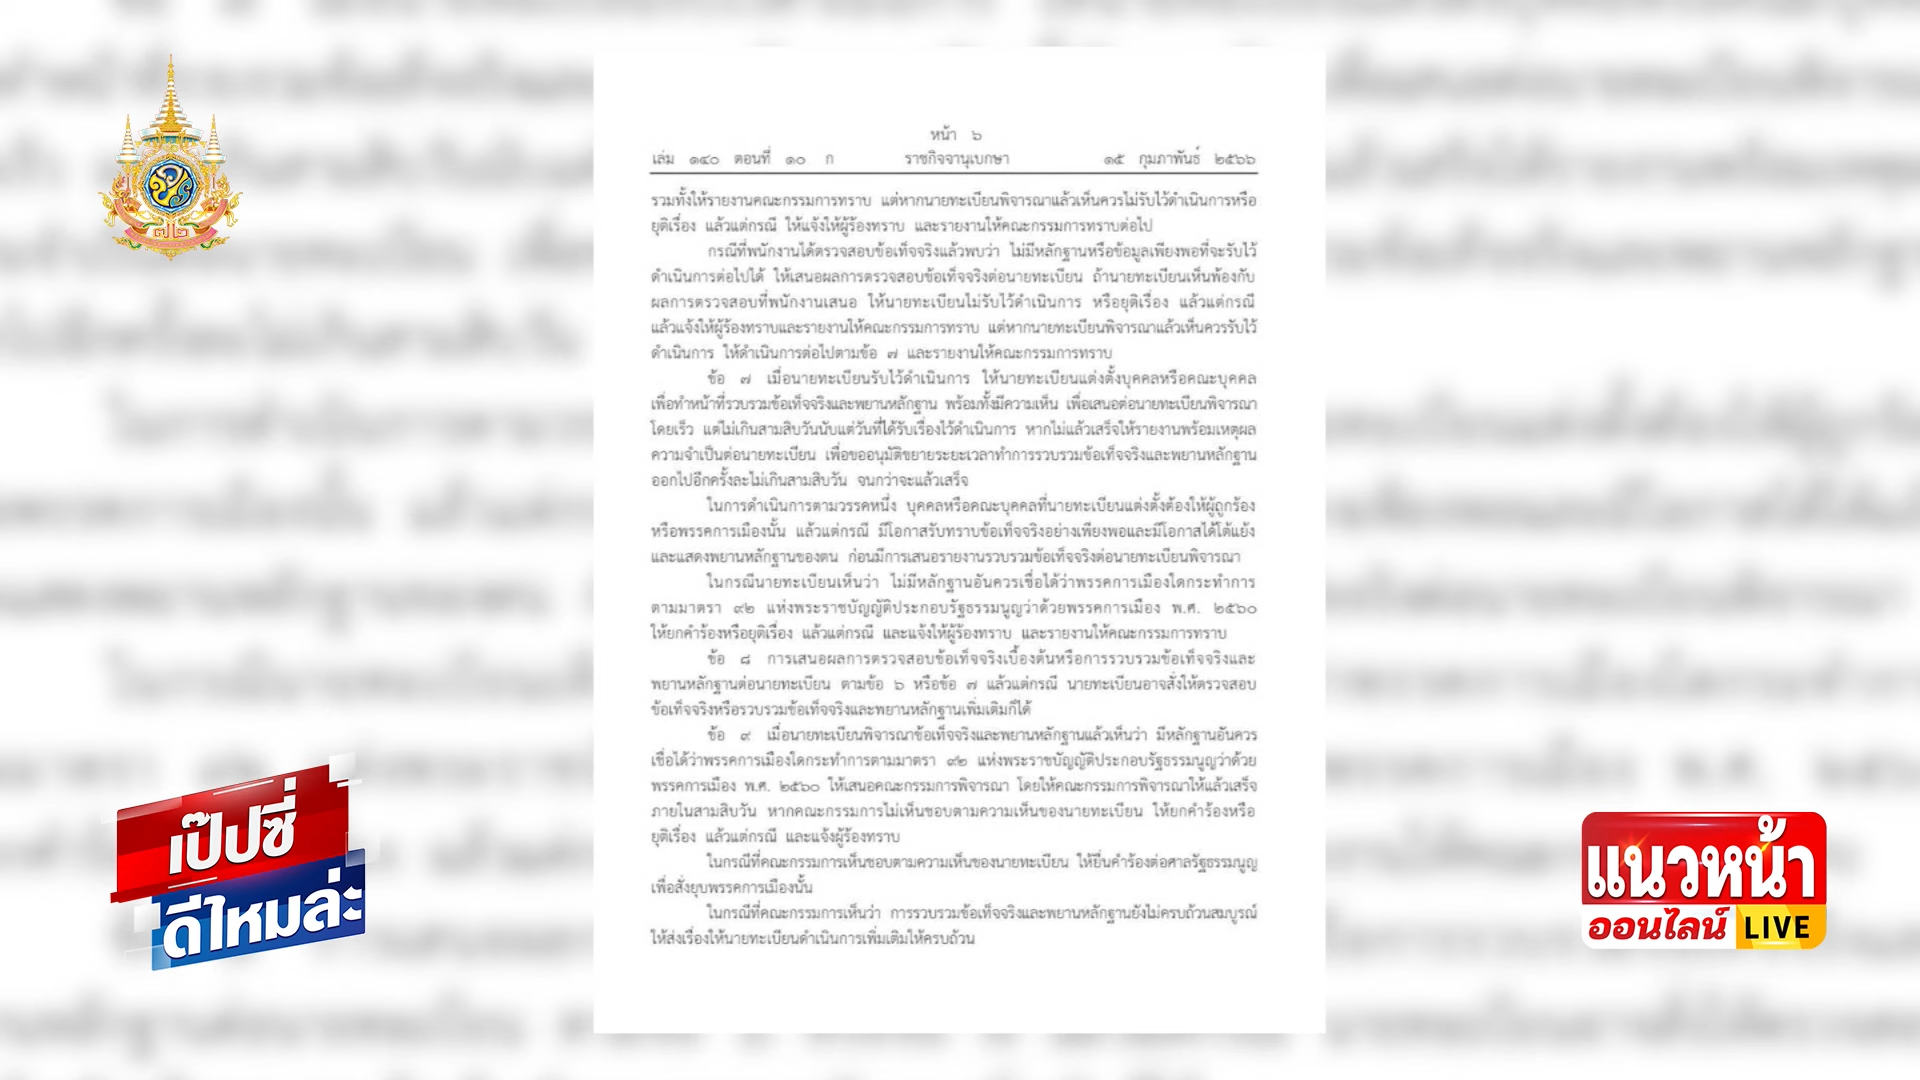 หน้า ๖
เล่ม ๑๔๐ ตอนที่ ๑๐ ก ราชกิจจานุเบกษา ๑๕ กุมภาพันธ์ ๒๕๖๖
รวมทั้งให้รายงานคณะกรรมการทราบ แต่หากนายทะเบียนพิจารณาแล้วเห็นควรไม่รับไว้ดำเนินการหรือ
ยุติเรื่อง แล้วแต่กรณี ให้แจ้งให้ผู้ร้องทราบ และรายงานให้คณะกรรมการทราบต่อไป
กรณีที่พนักงานได้ตรวจสอบข้อเท็จจริงแล้วพบว่า ไม่มีหลักฐานหรือข้อมูลเพียงพอที่จะรับไว้
ดำเนินการต่อไปได้ ให้เสนอผลการตรวจสอบข้อเท็จจริงต่อนายทะเบียน ถ้านายทะเบียนเห็นพ้องกับ
ผลการตรวจสอบที่พนักงานเสนอ ให้นายทะเบียนไม่รับไว้ดำเนินการ หรือยุติเรื่อง แล้วแต่กรณี
แล้วแจ้งให้ผู้ร้องทราบและรายงานให้คณะกรรมการทราบ แต่หากนายทะเบียนพิจารณาแล้วเห็นควรรับไว้
ดำเนินการ ให้ดำเนินการต่อไปตามข้อ ๗ และรายงานให้คณะกรรมการทราบ
ข้อ ๗ เมื่อนายทะเบียนรับไว้ดำเนินการ ให้นายทะเบียนแต่งตั้งบุคคลหรือคณะบุคคล
เพื่อทำหน้าที่รวบรวมข้อเท็จจริงและพยานหลักฐาน พร้อมทั้งมีความเห็น เพื่อเสนอต่อนายทะเบียนพิจารณา
โดยเร็ว แต่ไม่เกินสามสิบวันนับแต่วันที่ได้รับเรื่องไว้ดำเนินการ หากไม่แล้วเสร็จให้รายงานพร้อมเหตุผล
ความจำเป็นต่อนายทะเบียน เพื่อขออนุมัติขยายระยะเวลาทำการรวบรวมข้อเท็จจริงและพยานหลักฐาน
ออกไปอีกครั้งละไม่เกินสามสิบวัน จนกว่าจะแล้วเสร็จ
ในการดำเนินการตามวรรคหนึ่ง บุคคลหรือคณะบุคคลที่นายทะเบียนแต่งตั้งต้องให้ผู้ถูกร้อง
หรือพรรคการเมืองนั้น แล้วแต่กรณี มีโอกาสรับทราบข้อเท็จจริงอย่างเพียงพอและมีโอกาสได้โต้แย้ง
และแสดงพยานหลักฐานของตน ก่อนมีการเสนอรายงานรวบรวมข้อเท็จจริงต่อนายทะเบียนพิจารณา
ในกรณีนายทะเบียนเห็นว่า ไม่มีหลักฐานอันควรเชื่อได้ว่าพรรคการเมืองใดกระทำการ
ตามมาตรา ๙๒ แห่งพระราชบัญญัติประกอบรัฐธรรมนูญว่าด้วยพรรคการเมือง พ.ศ. ๒๕๖๐
ให้ยกคำร้องหรือยุติเรื่อง แล้วแต่กรณี และแจ้งให้ผู้ร้องทราบ และรายงานให้คณะกรรมการทราบ
ข้อ ๘ การเสนอผลการตรวจสอบข้อเท็จจริงเบื้องต้นหรือการรวบรวมข้อเท็จจริงและ
พยานหลักฐานต่อนายทะเบียน ตามข้อ ๖ หรือข้อ ๗ แล้วแต่กรณี นายทะเบียนอาจสั่งให้ตรวจสอบ
ข้อเท็จจริงหรือรวบรวมข้อเท็จจริงและพยานหลักฐานเพิ่มเติมก็ได้
ข้อ ๙ เมื่อนายทะเบียนพิจารณาข้อเท็จจริงและพยานหลักฐานแล้วเห็นว่า มีหลักฐานอันควร
เชื่อได้ว่าพรรคการเมืองใดกระทำการตามมาตรา ๙๒ แห่งพระราชบัญญัติประกอบรัฐธรรมนูญว่าด้วย
พรรคการเมือง พ.ศ. ๒๕๖๐ ให้เสนอคณะกรรมการพิจารณา โดยให้คณะกรรมการพิจารณาให้แล้วเสร็จ
ภายในสามสิบวัน หากคณะกรรมการไม่เห็นชอบตามความเห็นของนายทะเบียน ให้ยกคำร้องหรือ
ยุติเรื่อง แล้วแต่กรณี และแจ้งผู้ร้องทราบ
ในกรณีที่คณะกรรมการเห็นชอบตามความเห็นของนายทะเบียน ให้ยื่นคำร้องต่อศาลรัฐธรรมนูญ
เพื่อสั่งยุบพรรคการเมืองนั้น
ในกรณีที่คณะกรรมการเห็นว่า การรวบรวมข้อเท็จจริงและพยานหลักฐานยังไม่ครบถ้วนสมบูรณ์
ให้ส่งเรื่องให้นายทะเบียนดำเนินการเพิ่มเติมให้ครบถ้วน
๗๒
เป๊ปซี่
ดีไหมล่ะ
แนวหน้า
ออนไลน์ LIVE